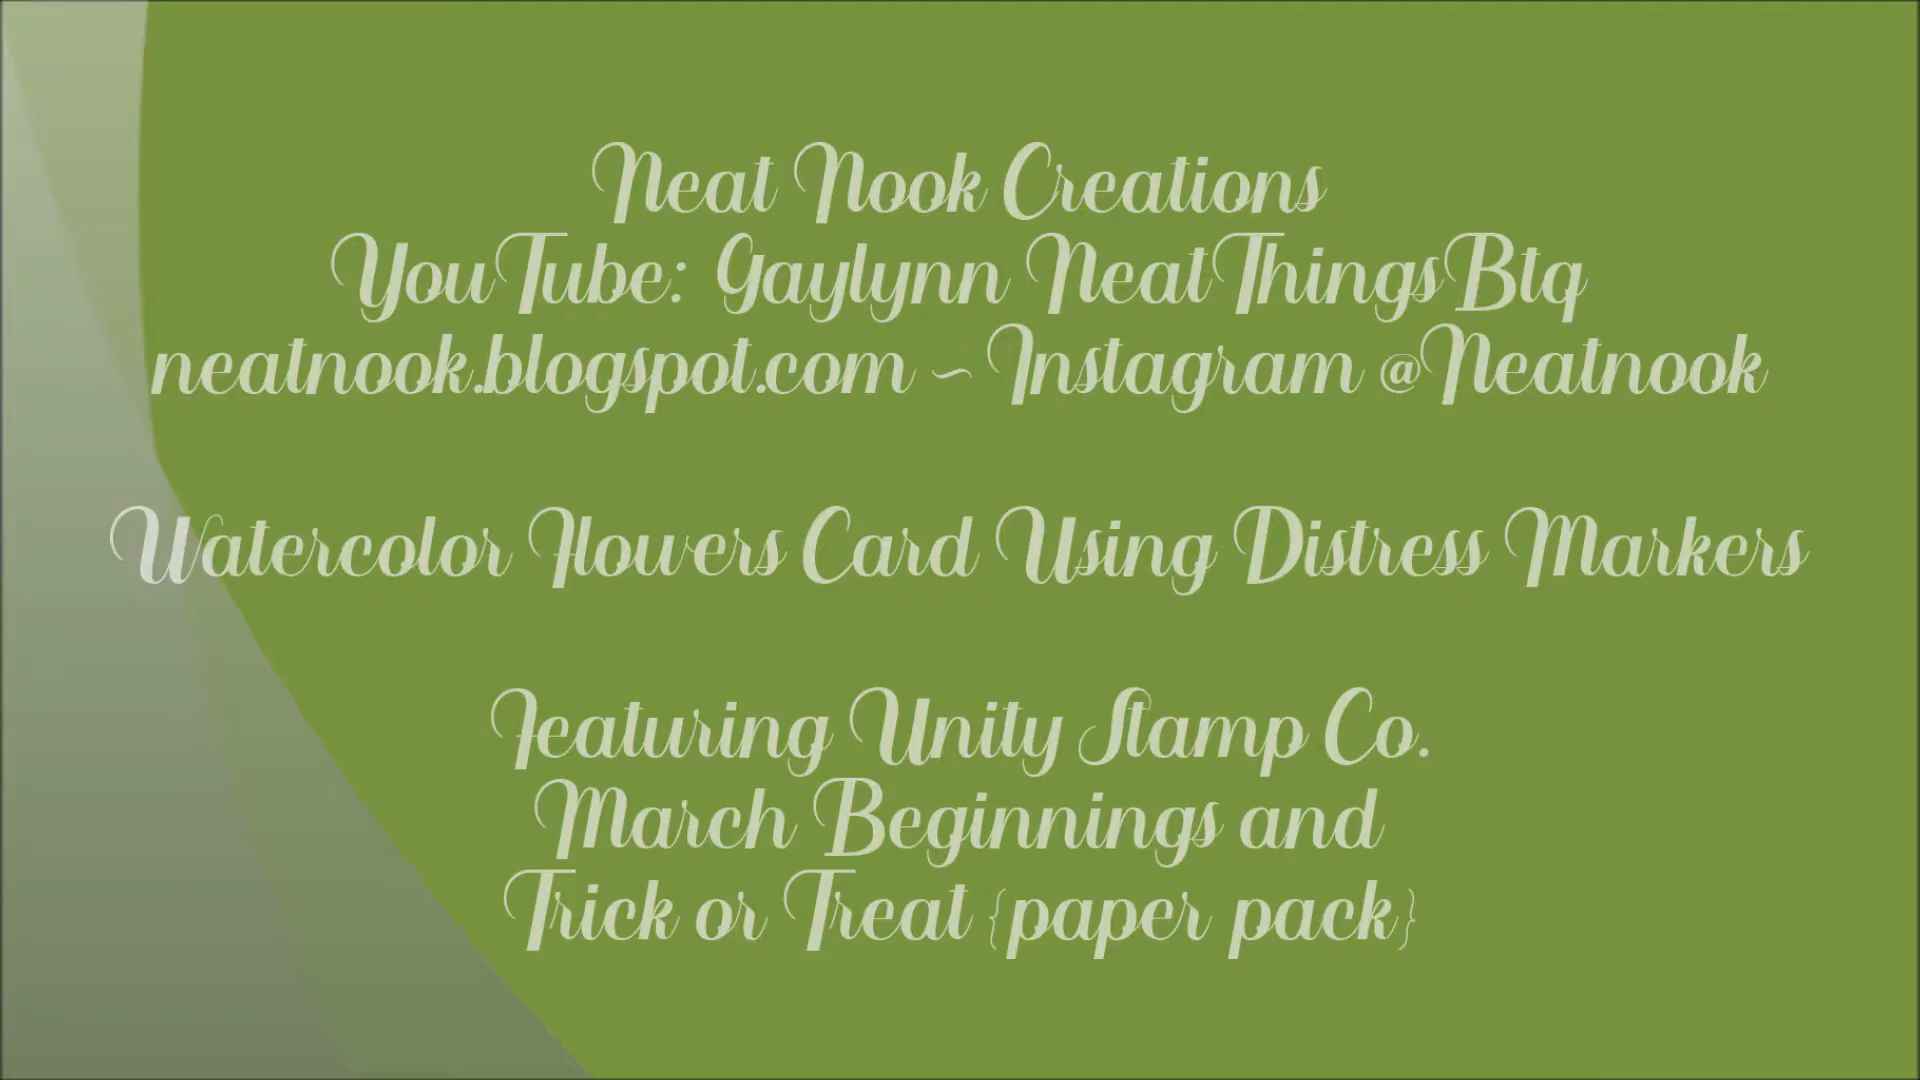 Neat Nook Creations
YouTube: Gaylynn NeatThingsBtq
neatnook.blogspot.com ~ Instagram @Neatnook
Watercolor Flowers Card Using Distress Markers
Featuring Unity Stamp Co.
March Beginnings and
Trick or Treat {paper pack}